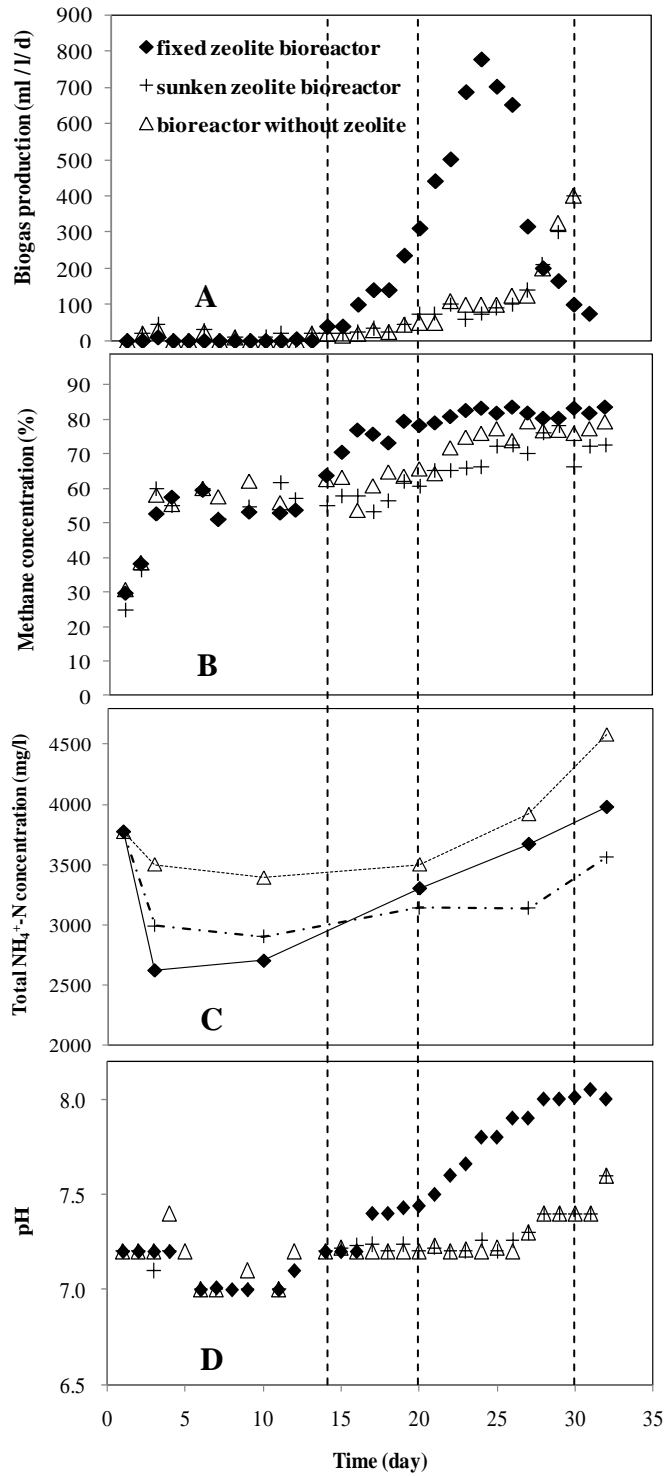 900
800
700
600
500
400
300
200
100
0
Biogas production (ml / l/ d)
fixed zeolite bioreactor
sunken zeolite bioreactor
bioreactor without zeolite
A
90
80
70
60
50
40
30
20
10
0
Methane concentration (%)
B
4500
4000
3500
3000
2500
2000
Total NH₄⁺-N concentration (mg/l)
C
8.0
7.5
7.0
6.5
pH
D
0 5 10 15 20 25 30 35
Time (day)